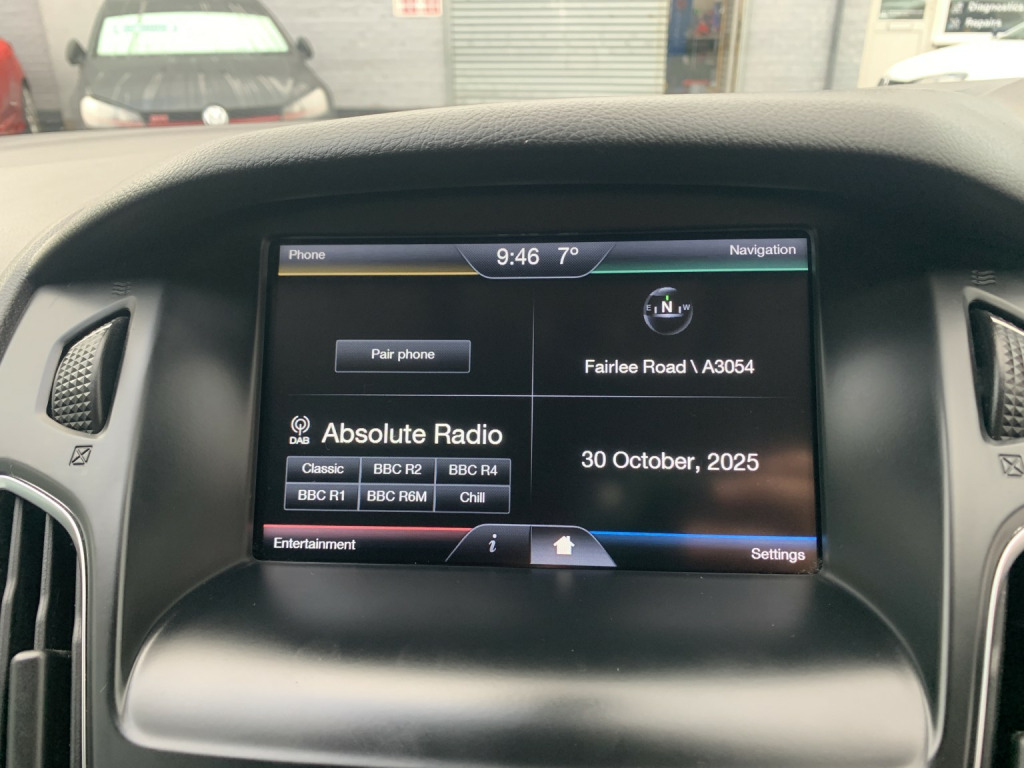 Diagnostics
Repairs
Phone
9:46 7º
Navigation
E N W
Pair phone
Fairlee Road \ A3054
DAB
Absolute Radio
Classic BBC R2 BBC R4
BBC R1 BBC R6M Chill
30 October, 2025
Entertainment
i
Settings